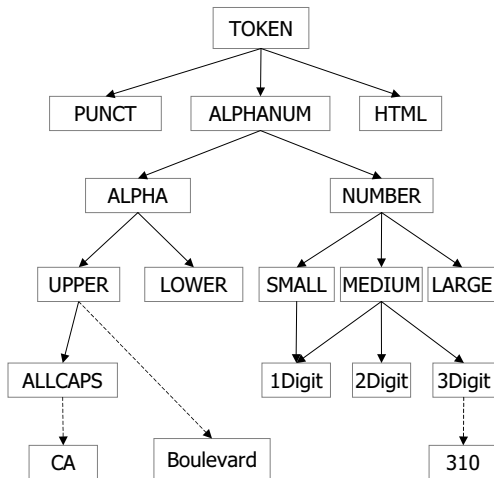 TOKEN
PUNCT ALPHANUM HTML
ALPHA NUMBER
UPPER LOWER SMALL MEDIUM LARGE
ALLCAPS 1Digit 2Digit 3Digit
CA Boulevard 310